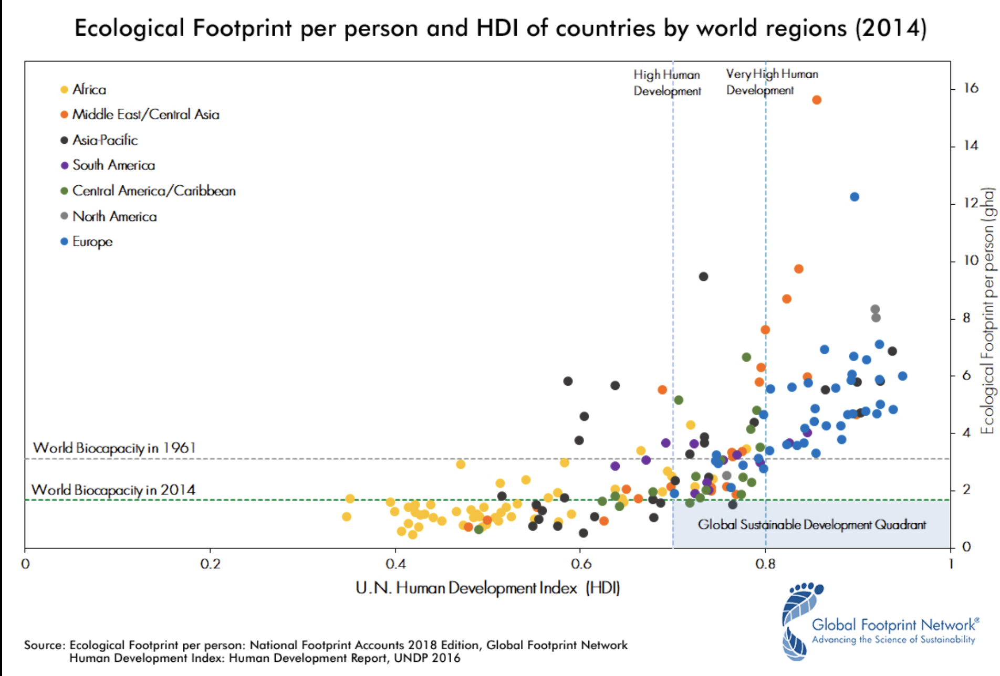 Ecological Footprint per person and HDI of countries by world regions (2014)
High Human
Development
Very High Human
Development
Africa
Middle East/Central Asia
Asia-Pacific
South America
Central America/Caribbean
North America
Europe
World Biocapacity in 1961
World Biocapacity in 2014
Global Sustainable Development Quadrant
16
14
12
10
8
6
4
2
0
Ecological Footprint per person (gha)
0
0.2
0.4
0.6
0.8
1
U.N. Human Development Index (HDI)
Global Footprint Network®
Advancing the Science of Sustainability
Source: Ecological Footprint per person: National Footprint Accounts 2018 Edition, Global Footprint Network
Human Development Index: Human Development Report, UNDP 2016